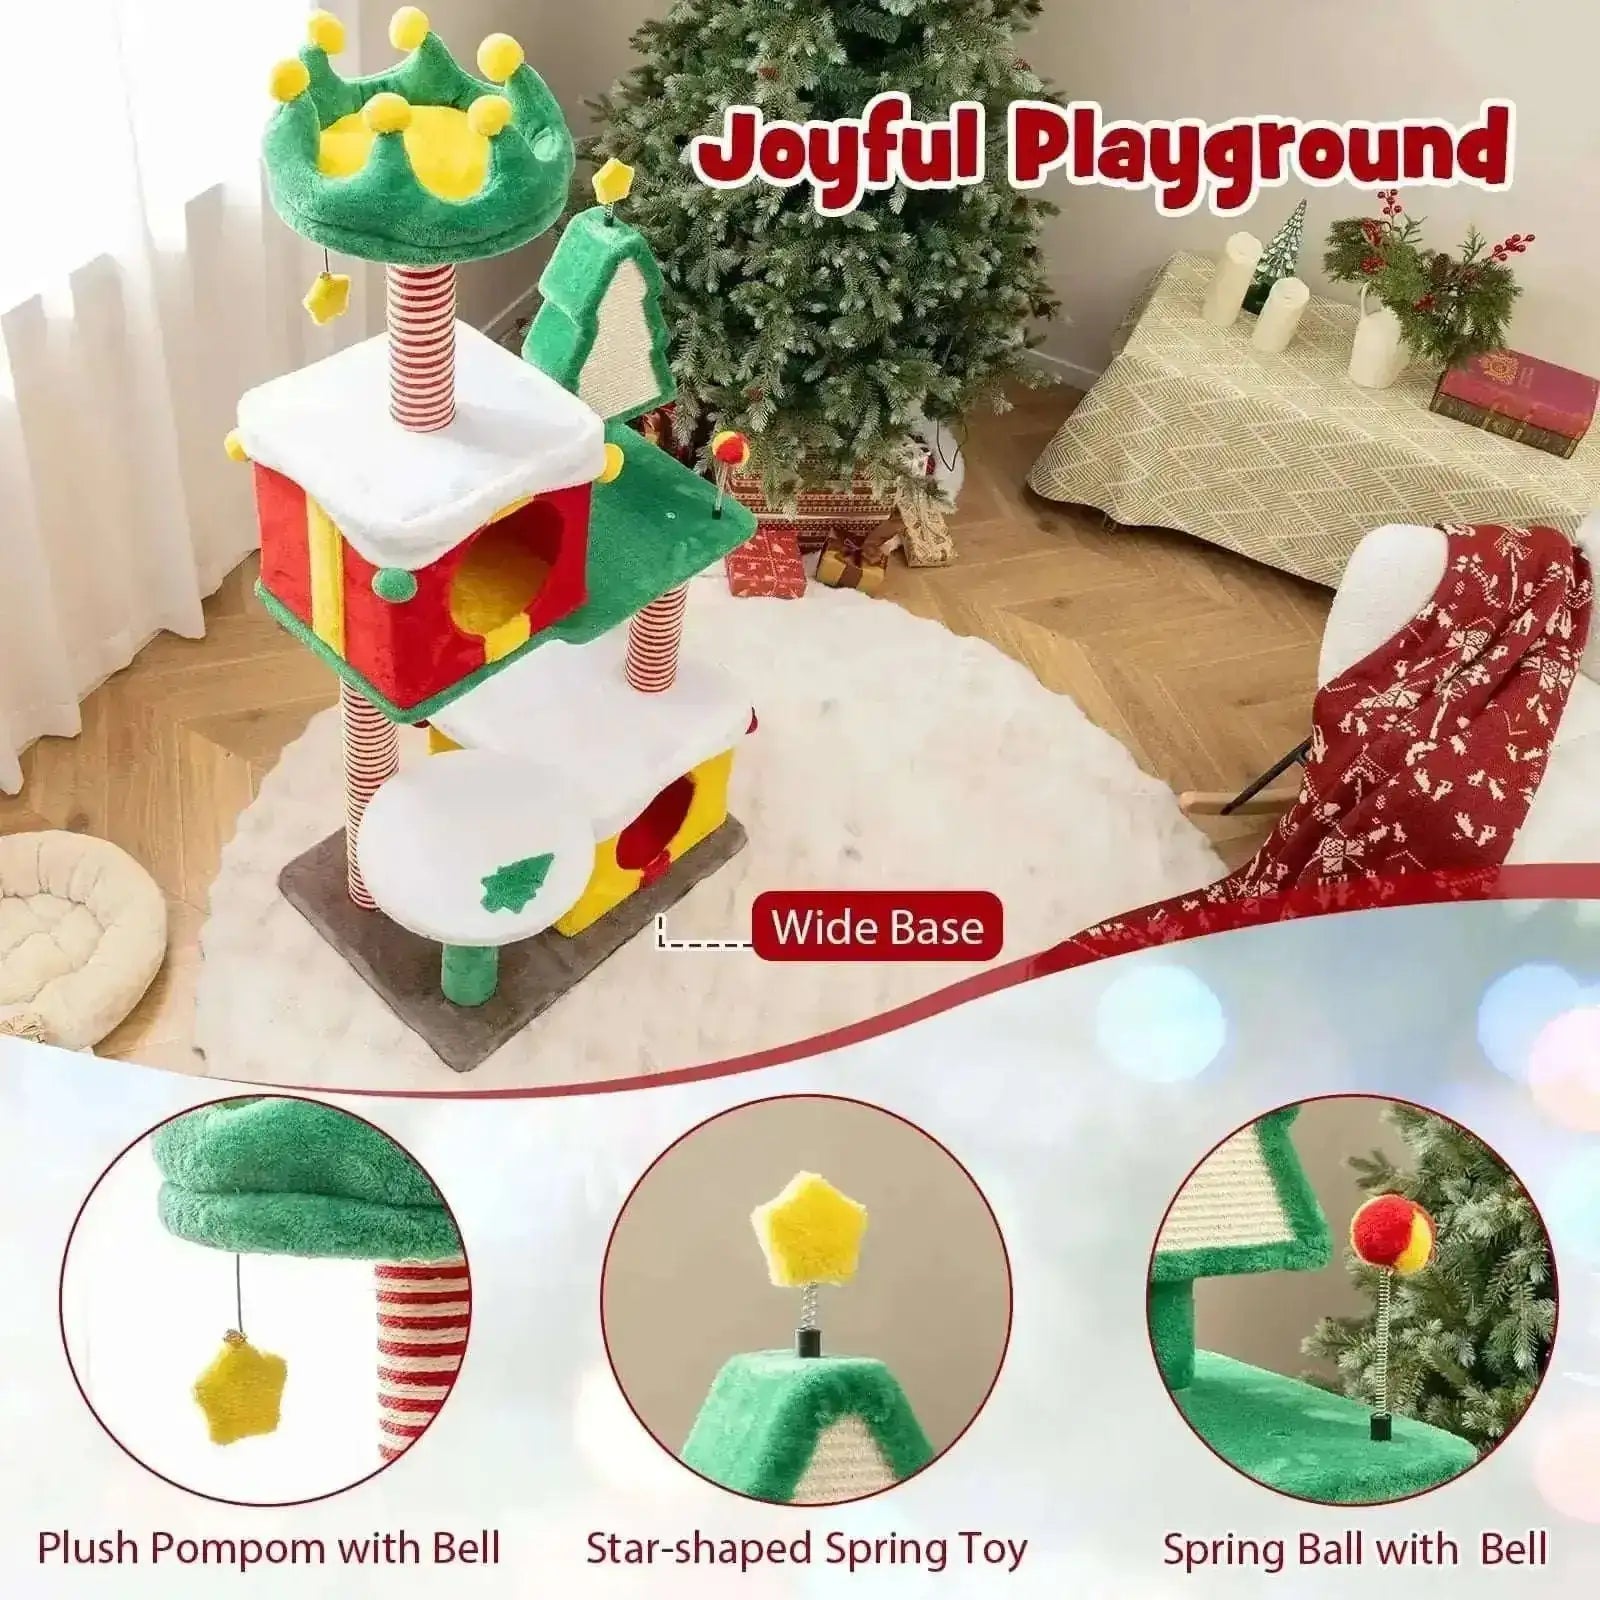 Joyful Playground
Wide Base
Plush Pompom with Bell
Star-shaped Spring Toy
Spring Ball with Bell